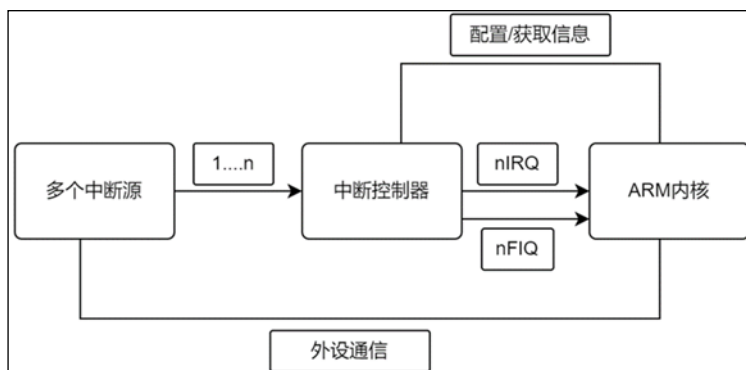 配置/获取信息
多个中断源
1....n
中断控制器
nIRQ
nFIQ
ARM内核
外设通信